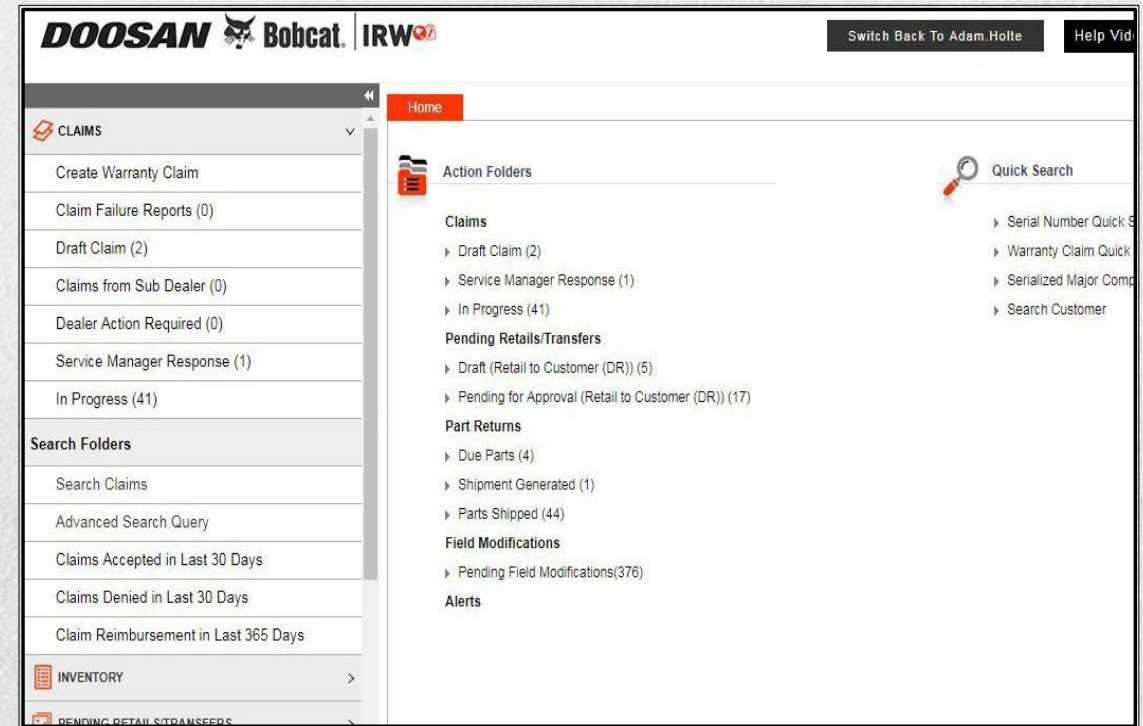 DOOSAN Bobcat. IRW
Switch Back To Adam.Holte
Help Vid
Home
CLAIMS
Create Warranty Claim
Claim Failure Reports (0)
Draft Claim (2)
Claims from Sub Dealer (0)
Dealer Action Required (0)
Service Manager Response (1)
In Progress (41)
Search Folders
Search Claims
Advanced Search Query
Claims Accepted in Last 30 Days
Claims Denied in Last 30 Days
Claim Reimbursement in Last 365 Days
INVENTORY
PENDING RETAILS/TRANSFERS
Action Folders
Claims
Draft Claim (2)
Service Manager Response (1)
In Progress (41)
Pending Retails/Transfers
Draft (Retail to Customer (DR)) (5)
Pending for Approval (Retail to Customer (DR)) (17)
Part Returns
Due Parts (4)
Shipment Generated (1)
Parts Shipped (44)
Field Modifications
Pending Field Modifications(376)
Alerts
Quick Search
Serial Number Quick S
Warranty Claim Quick
Serialized Major Comp
Search Customer